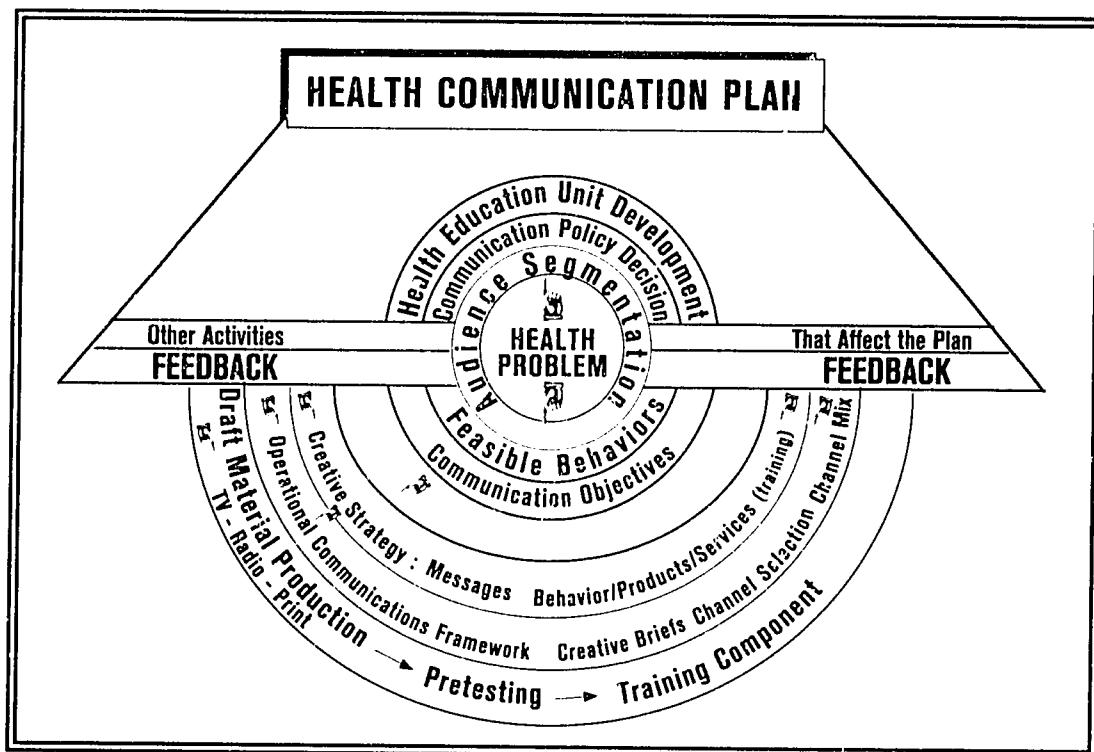 HEALTH COMMUNICATION PLAN
Health Education Unit Development
Communication Policy Decision
Audience Segmentation
HEALTH
PROBLEM
Other Activities
That Affect the Plan
FEEDBACK
FEEDBACK
Feasible Behaviors
Communication Objectives
Creative Strategy : Messages Behavior/Products/Services (training)
Operational Communications Framework Creative Briefs Channel Selection Channel Mix
Draft Material Production → Pretesting → Training Component
TV - Radio - Print